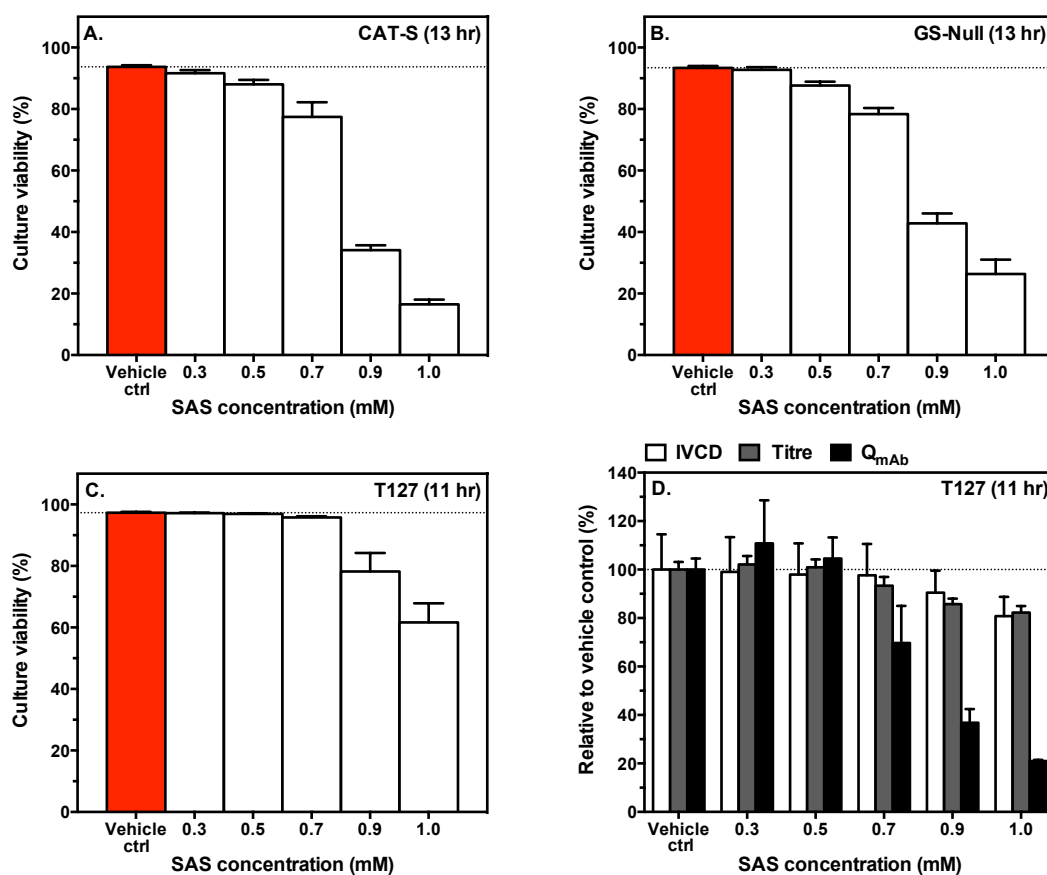 A.
CAT-S (13 hr)
100
80
60
40
20
0
Culture viability (%)
Vehicle ctrl
0.3
0.5
0.7
0.9
1.0
SAS concentration (mM)
B.
GS-Null (13 hr)
100
80
60
40
20
0
Culture viability (%)
Vehicle ctrl
0.3
0.5
0.7
0.9
1.0
SAS concentration (mM)
C.
T127 (11 hr)
100
80
60
40
20
0
Culture viability (%)
Vehicle ctrl
0.3
0.5
0.7
0.9
1.0
SAS concentration (mM)
IVCD
Titre
QmAb
D.
T127 (11 hr)
140
120
100
80
60
40
20
0
Relative to vehicle control (%)
Vehicle ctrl
0.3
0.5
0.7
0.9
1.0
SAS concentration (mM)